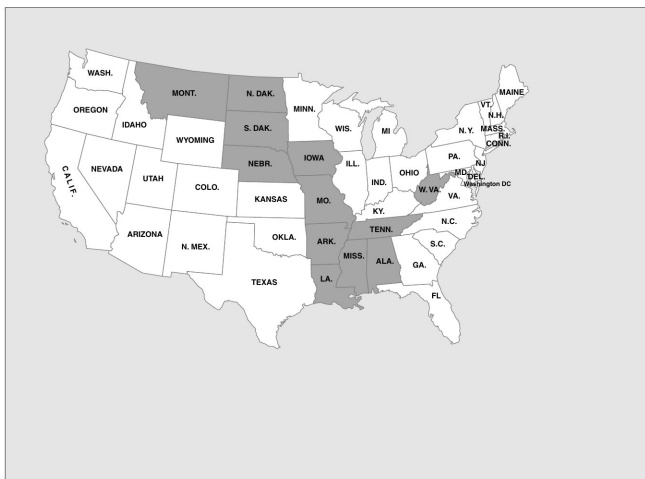 WASH.
MONT.
N. DAK.
MINN.
MAINE
VT.
N.H.
OREGON
IDAHO
S. DAK.
WIS.
MI
N. Y.
MASS.
R.I.
CONN.
WYOMING
NEVADA
NEBR.
IOWA
ILL.
IND.
OHIO
PA.
NJ
MD.
DEL.
Washington DC
CALIF.
UTAH
COLO.
KANSAS
MO.
KY.
W. VA.
VA.
ARIZONA
N. MEX.
OKLA.
ARK.
TENN.
N.C.
S.C.
TEXAS
LA.
MISS.
ALA.
GA.
FL